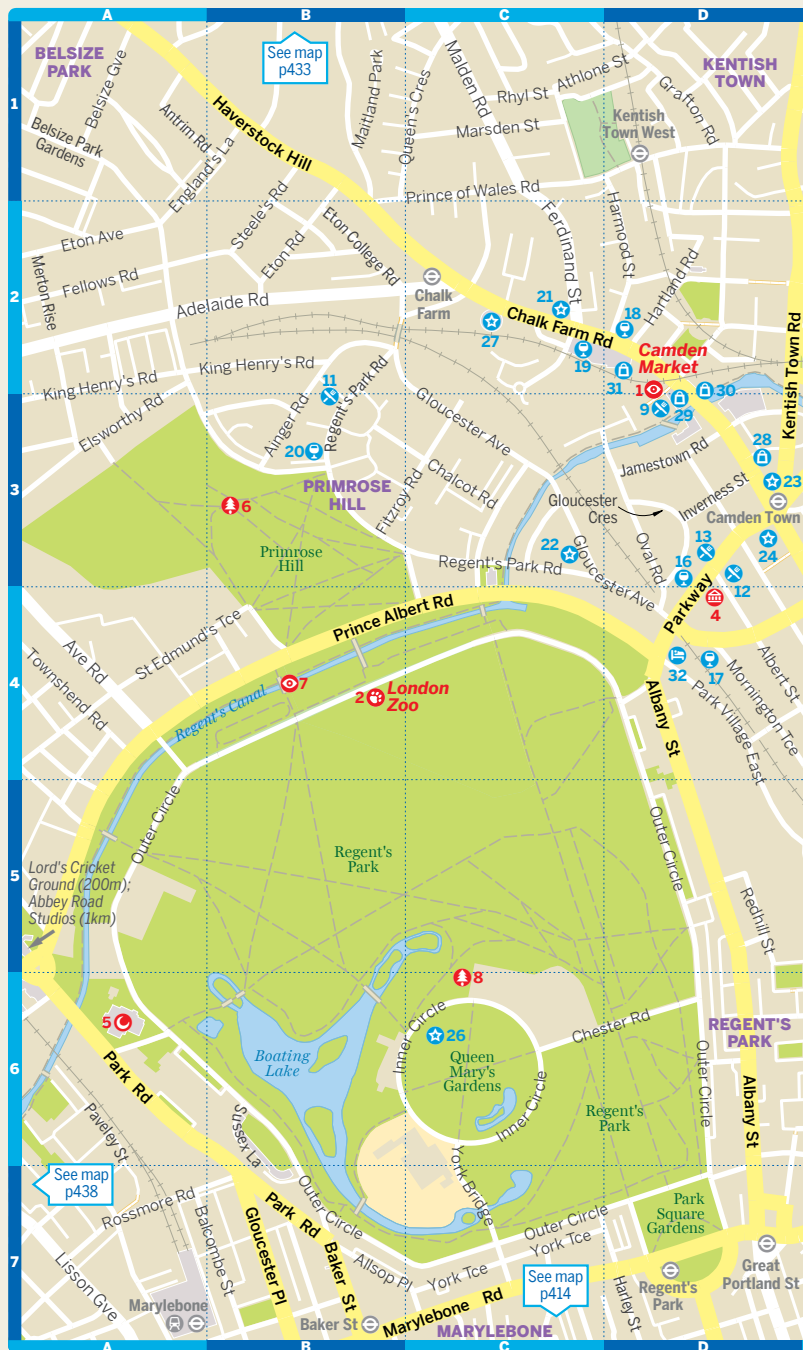 A
B
C
D
BELSIZE
PARK
See map
p433
KENTISH
TOWN
1
Belsize Gve
Belsize Park
Gardens
Antrim Rd
England's La
Haverstock Hill
Maitland Park
Queen's Cres
Malden Rd
Rhyl St
Athlone St
Marsden St
Grafton Rd
Kentish
Town West
Prince of Wales Rd
Steele's Rd
Eton Rd
Eton College Rd
Ferdinand St
Harmood St
Hartland Rd
2
Eton Ave
Fellows Rd
Merton Rise
Adelaide Rd
Chalk
Farm
21
27
Chalk Farm Rd
18
19
Camden
Market
31
1
9
29
30
Kentish Town Rd
King Henry's Rd
King Henry's Rd
11
Regent's Park Rd
Ainger Rd
20
Elsworthy Rd
Gloucester Ave
Chalcot Rd
Fitzroy Rd
PRIMROSE
HILL
3
6
Primrose
Hill
Jamestown Rd
28
23
Inverness St
Camden Town
Gloucester
Cres
Oval Rd
22
Regent's Park Rd
Gloucester Ave
13
16
24
12
Parkway
4
Prince Albert Rd
St Edmund's Tce
Ave Rd
Townshend Rd
4
Regent's Canal
7
2
London
Zoo
32
17
Albert St
Mornington Tce
Park Village East
Albany St
Outer Circle
Outer Circle
5
Regent's
Park
Lord's Cricket
Ground (200m);
Abbey Road
Studios (1km)
Redhill St
8
5
Inner Circle
26
Chester Rd
REGENT'S
PARK
6
Boating
Lake
Queen
Mary's
Gardens
Inner Circle
Regent's
Park
Outer Circle
Albany St
Park Rd
Paveley St
Sussex La
See map
p438
Rossmore Rd
Balcombe St
Gloucester Pl
Park Rd
Baker St
Outer Circle
York Bridge
Outer Circle
York Tce
Park
Square
Gardens
7
Lisson Gve
Allsop Pl
York Tce
See map
p414
Harley St
Regent's
Park
Great
Portland St
Marylebone
Baker St
Marylebone Rd
MARYLEBONE
A
B
C
D